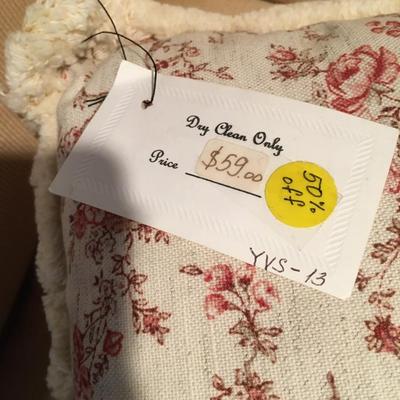 Dry Clean Only
Price $59.00
50%
off
YVS-13